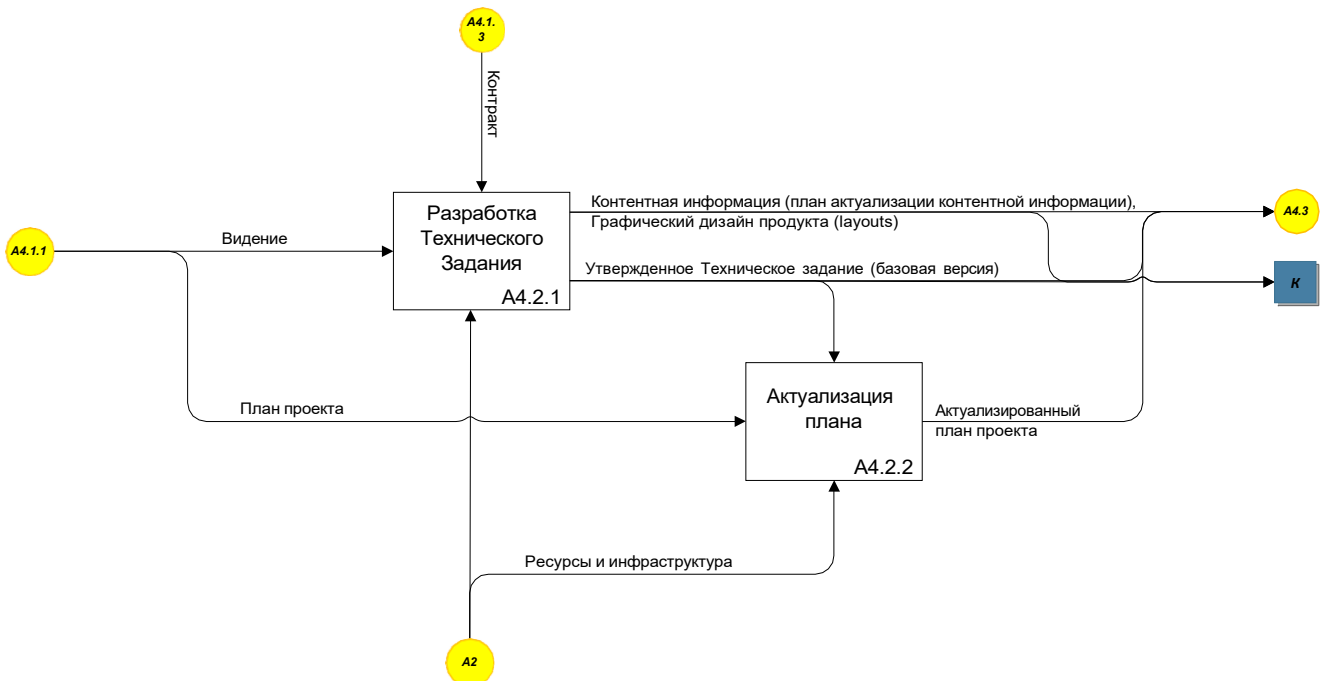 A4.1.
3
Контракт
Контентная информация (план актуализации контентной информации),
Графический дизайн продукта (layouts)
A4.3
Разработка
Технического
Задания
A4.2.1
A4.1.1
Видение
Утвержденное Техническое задание (базовая версия)
К
План проекта
Актуализация
плана
A4.2.2
Актуализированный
план проекта
Ресурсы и инфраструктура
A2